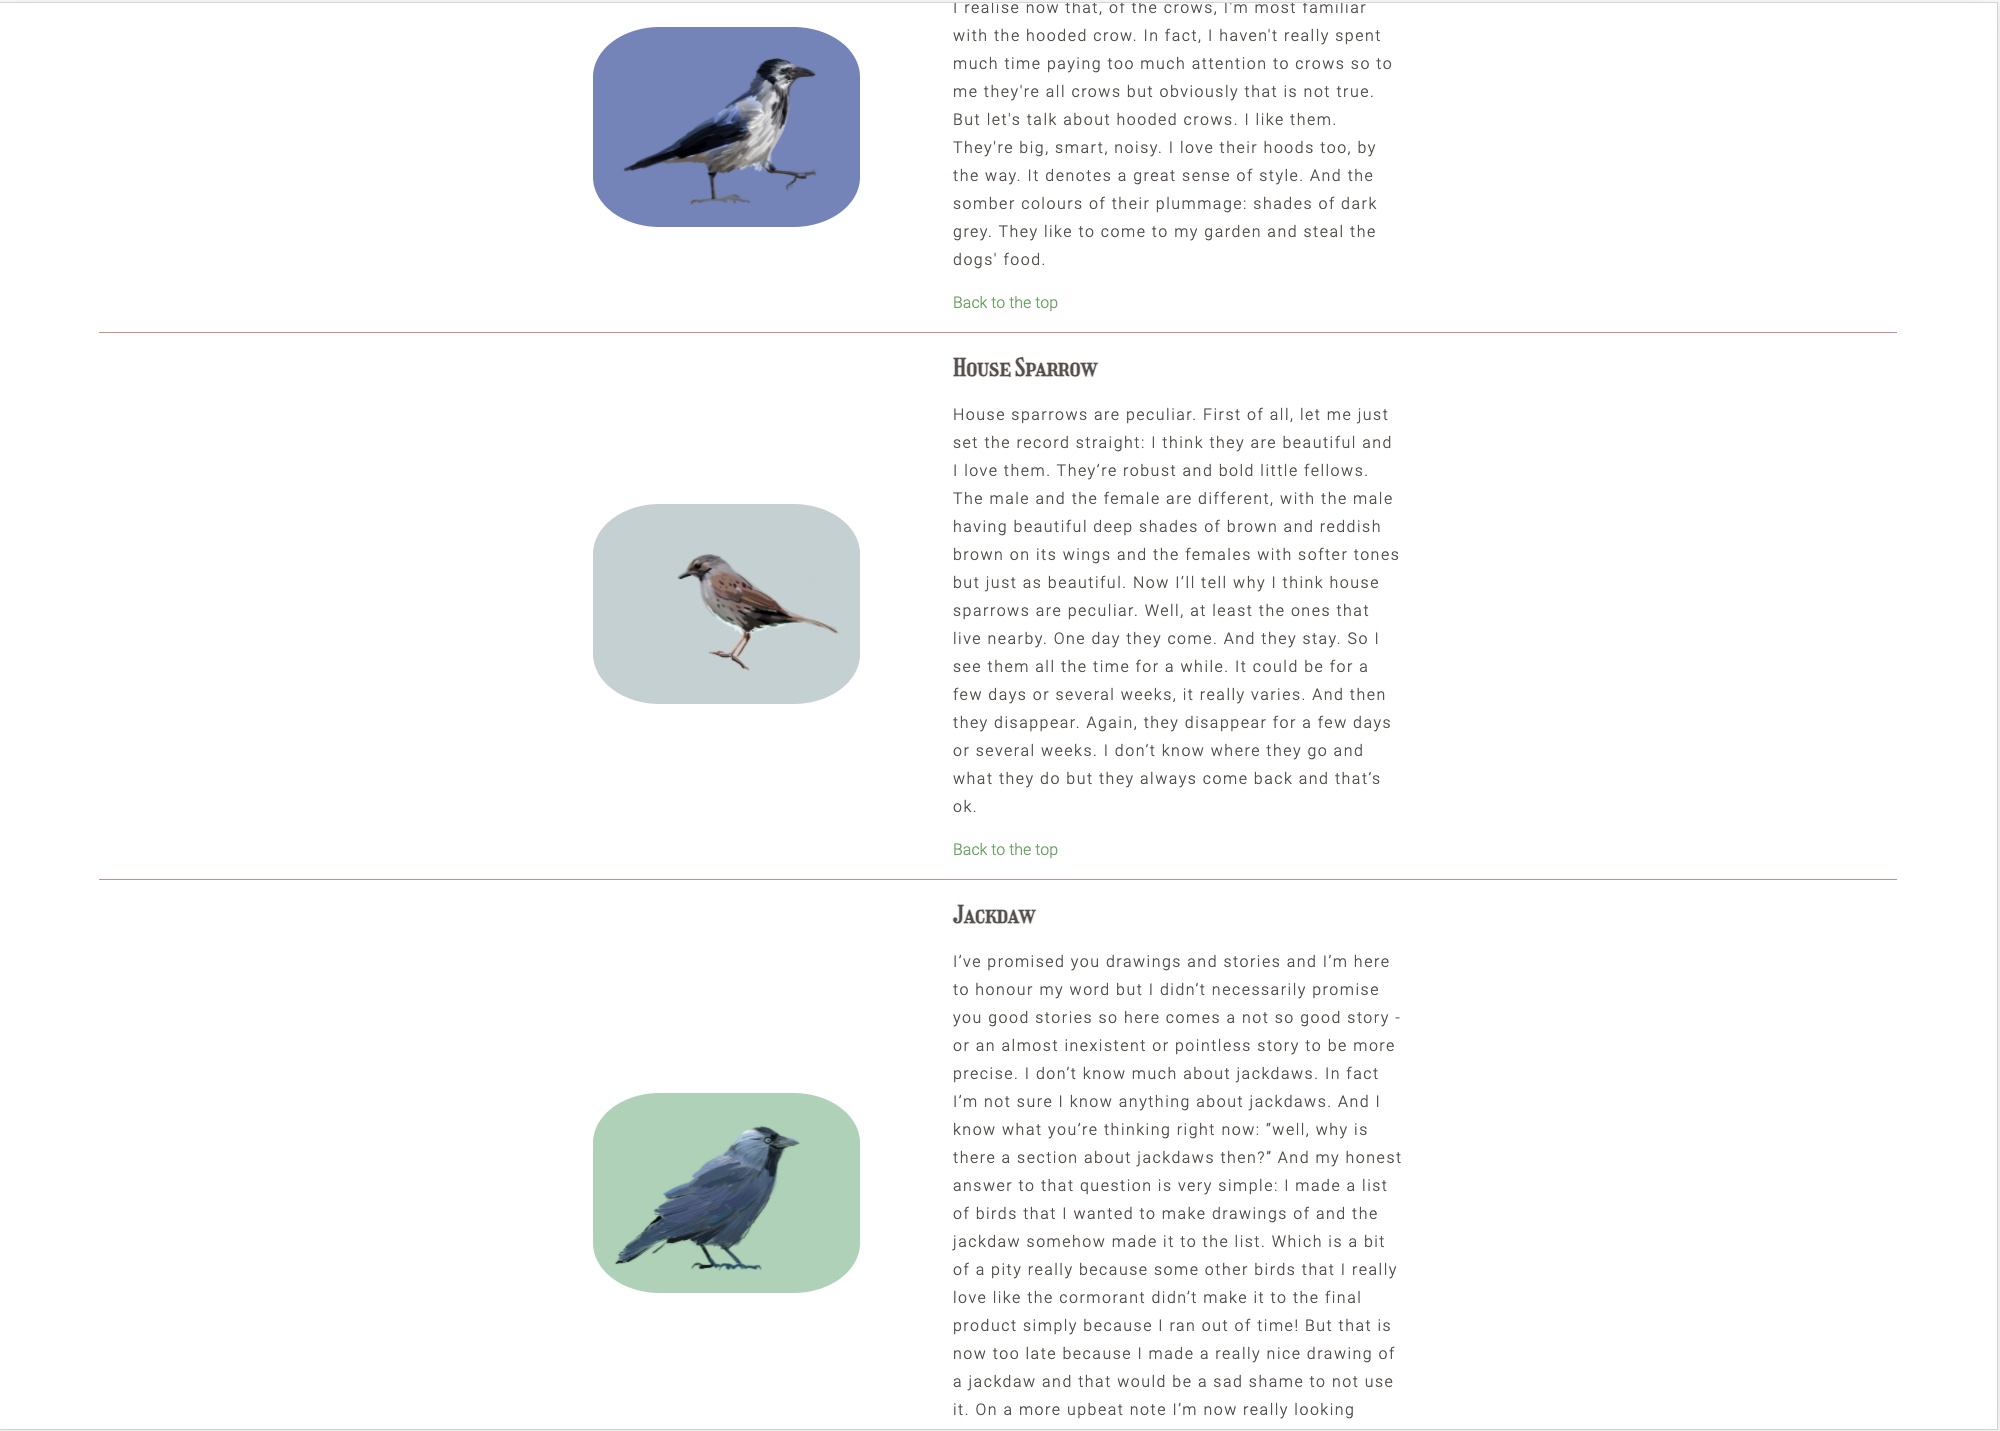 I realise now that, of the crows, I'm most familiar
with the hooded crow. In fact, I haven't really spent
much time paying too much attention to crows so to
me they're all crows but obviously that is not true.
But let's talk about hooded crows. I like them.
They're big, smart, noisy. I love their hoods too, by
the way. It denotes a great sense of style. And the
somber colours of their plummage: shades of dark
grey. They like to come to my garden and steal the
dogs' food.
Back to the top
House Sparrow
House sparrows are peculiar. First of all, let me just
set the record straight: I think they are beautiful and
I love them. They’re robust and bold little fellows.
The male and the female are different, with the male
having beautiful deep shades of brown and reddish
brown on its wings and the females with softer tones
but just as beautiful. Now I’ll tell why I think house
sparrows are peculiar. Well, at least the ones that
live nearby. One day they come. And they stay. So I
see them all the time for a while. It could be for a
few days or several weeks, it really varies. And then
they disappear. Again, they disappear for a few days
or several weeks. I don’t know where they go and
what they do but they always come back and that’s
ok.
Back to the top
Jackdaw
I’ve promised you drawings and stories and I’m here
to honour my word but I didn’t necessarily promise
you good stories so here comes a not so good story -
or an almost inexistent or pointless story to be more
precise. I don’t know much about jackdaws. In fact
I’m not sure I know anything about jackdaws. And I
know what you’re thinking right now: “well, why is
there a section about jackdaws then?” And my honest
answer to that question is very simple: I made a list
of birds that I wanted to make drawings of and the
jackdaw somehow made it to the list. Which is a bit
of a pity really because some other birds that I really
love like the cormorant didn’t make it to the final
product simply because I ran out of time! But that is
now too late because I made a really nice drawing of
a jackdaw and that would be a sad shame to not use
it. On a more upbeat note I’m now really looking